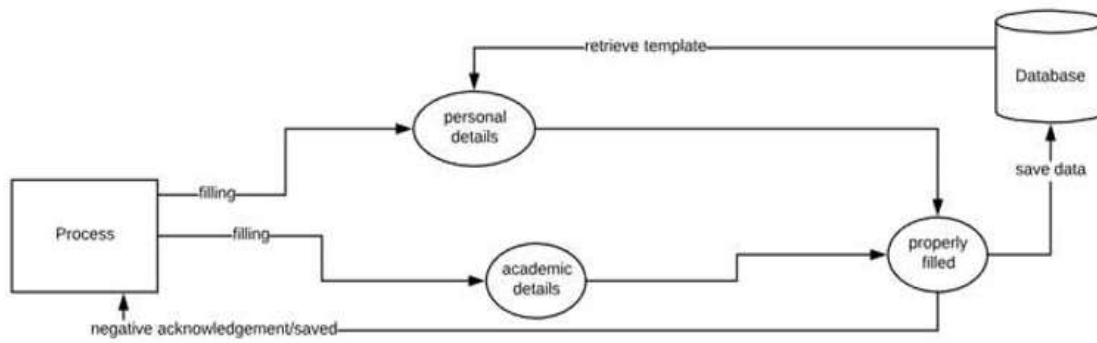 retrieve template
Database
personal
details
save data
filling
Process
filling
properly
filled
academic
details
negative acknowledgement/saved